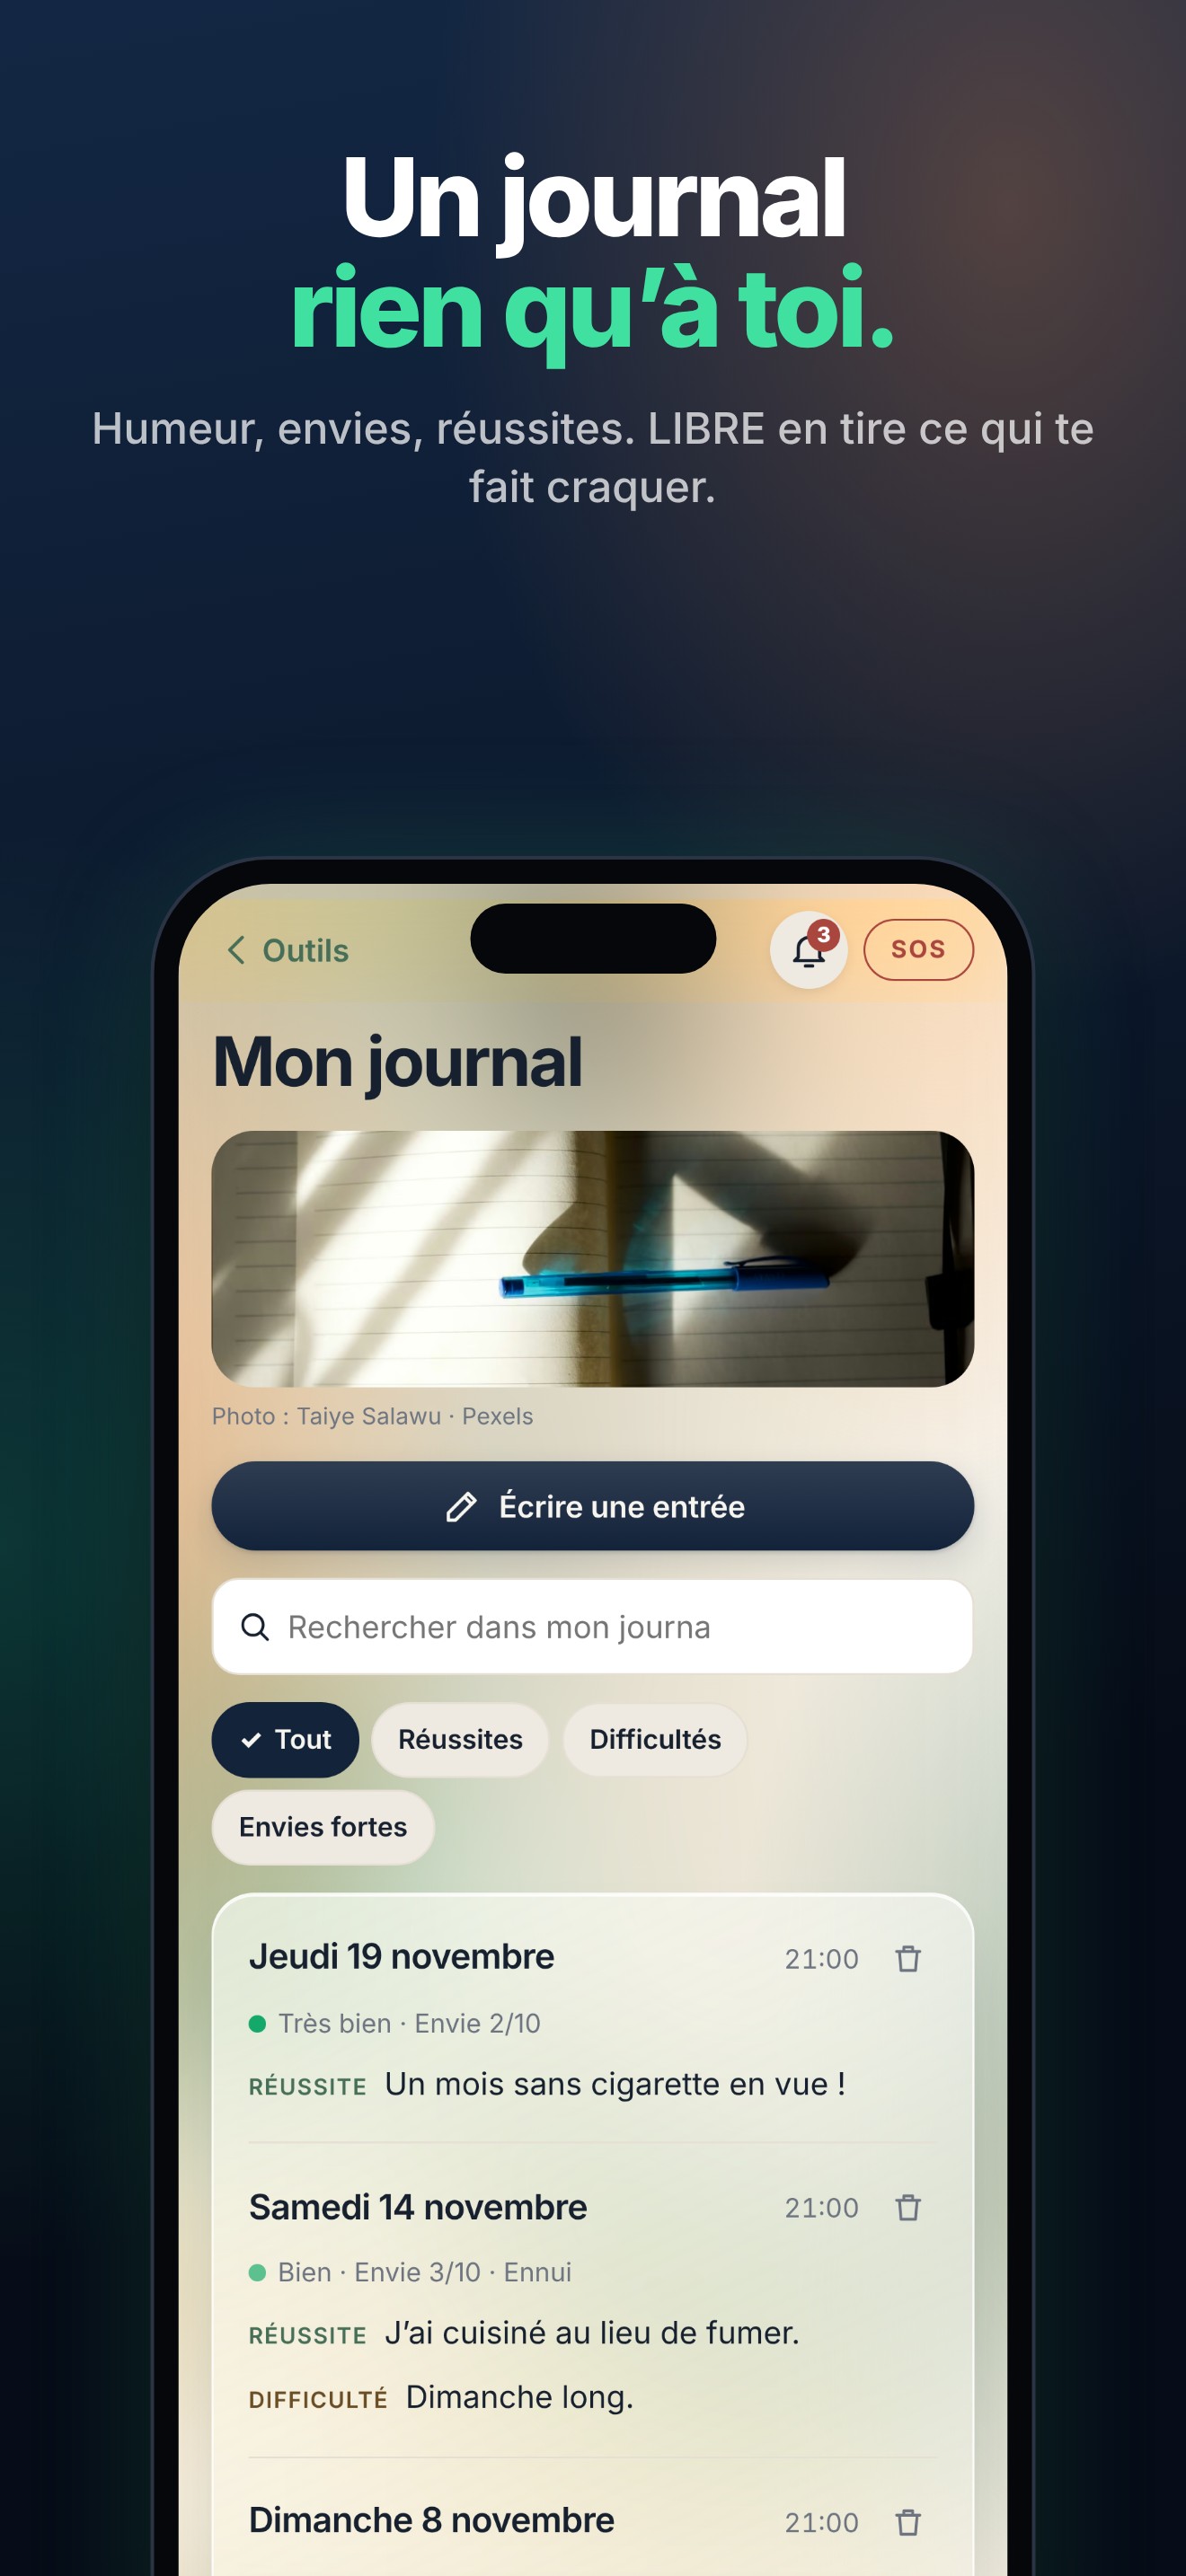 Un journal
rien qu’à toi.
Humeur, envies, réussites. LIBRE en tire ce qui te
fait craquer.
Outils
3
SOS
Mon journal
Photo : Taiye Salawu · Pexels
Écrire une entrée
Rechercher dans mon journa
Tout
Réussites
Difficultés
Envies fortes
Jeudi 19 novembre 21:00
Très bien · Envie 2/10
RÉUSSITE Un mois sans cigarette en vue !
Samedi 14 novembre 21:00
Bien · Envie 3/10 · Ennui
RÉUSSITE J’ai cuisiné au lieu de fumer.
DIFFICULTÉ Dimanche long.
Dimanche 8 novembre 21:00